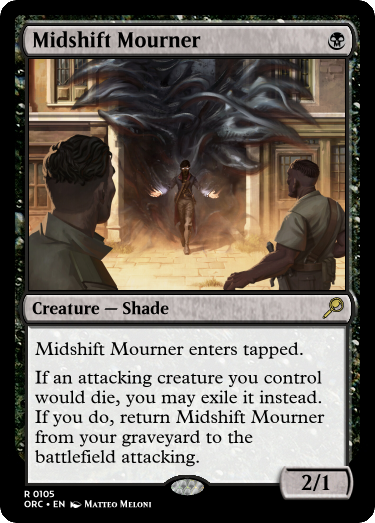 Midshift Mourner
Creature — Shade
Midshift Mourner enters tapped.
If an attacking creature you control
would die, you may exile it instead.
If you do, return Midshift Mourner
from your graveyard to the
battlefield attacking.
2/1
R 0105
ORC • EN Matteo Meloni